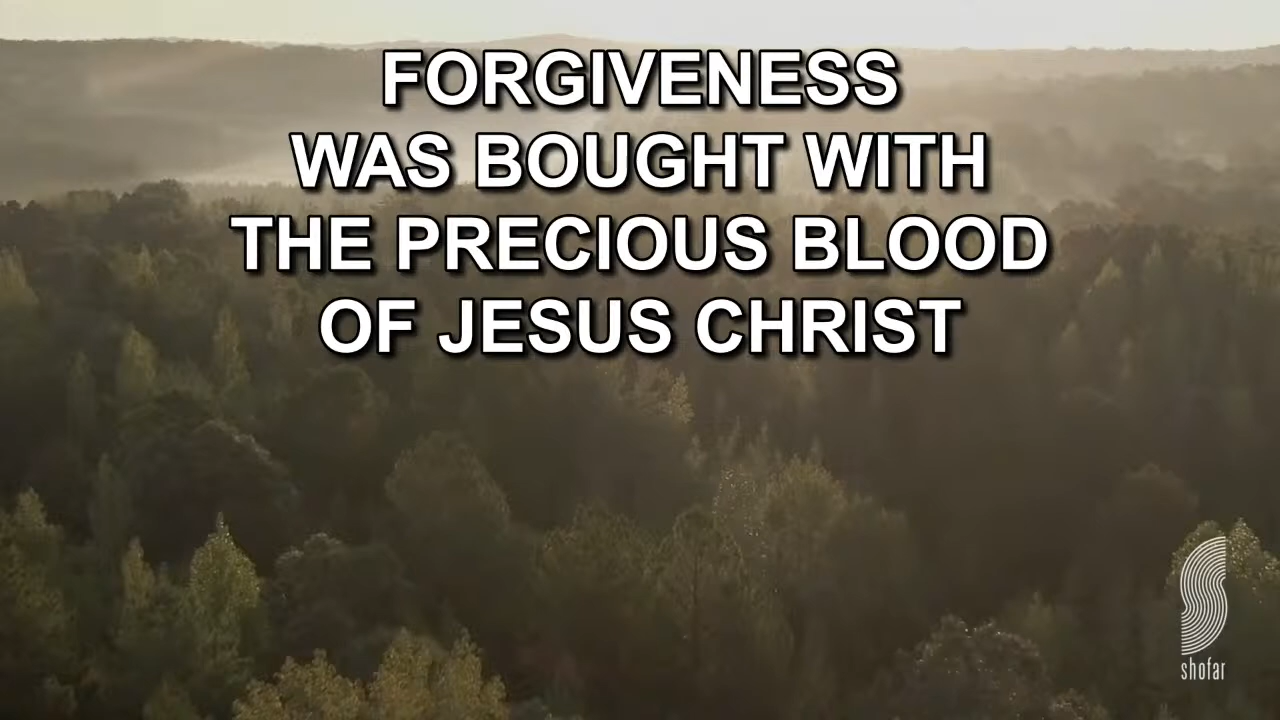 FORGIVENESS
WAS BOUGHT WITH
THE PRECIOUS BLOOD
OF JESUS CHRIST
shofar